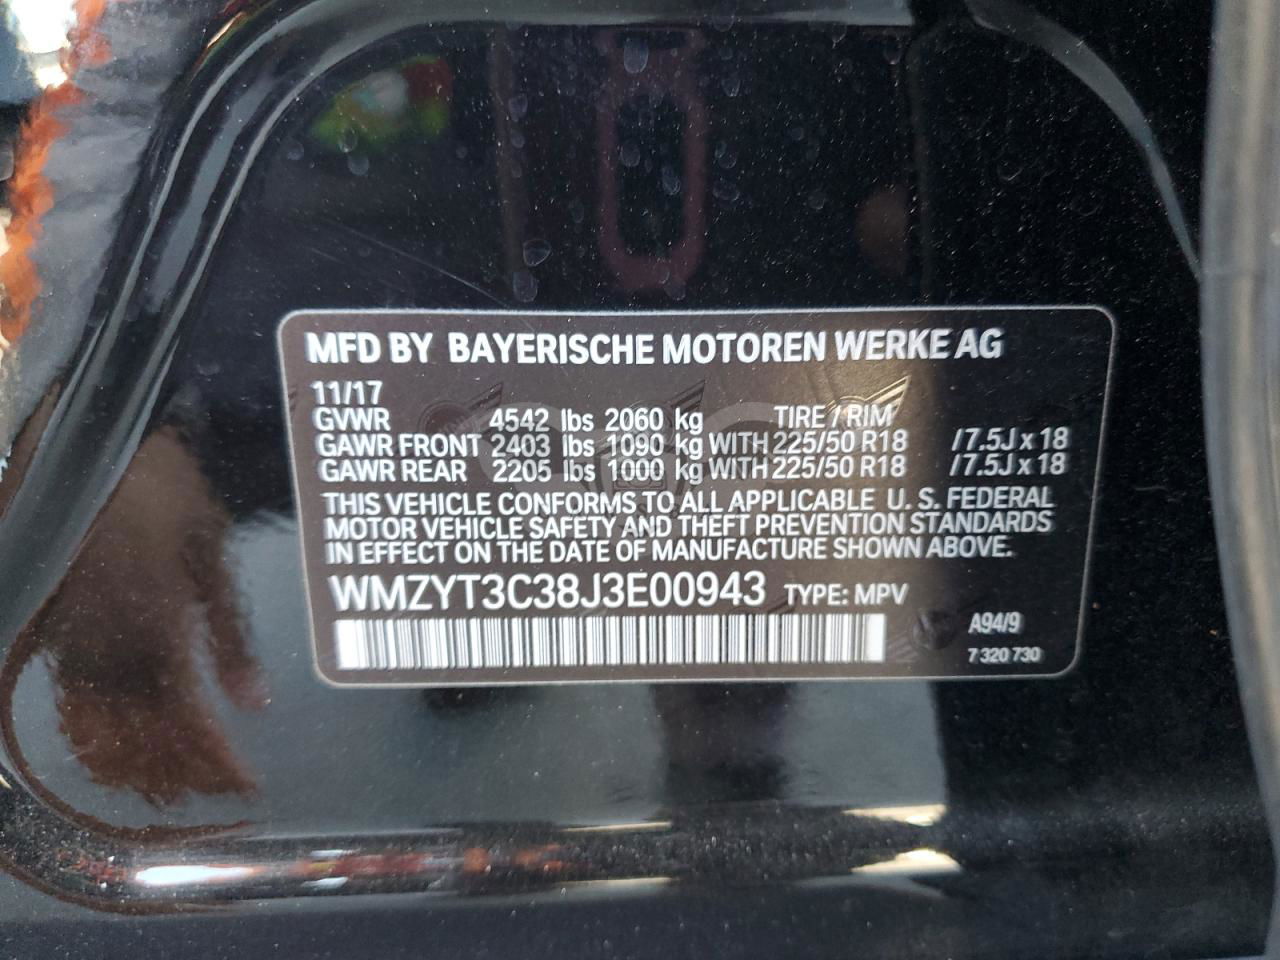 MFD BY BAYERISCHE MOTOREN WERKE AG
11/17
GVWR 4542 lbs 2060 kg TIRE / RIM
GAWR FRONT 2403 lbs 1090 kg WITH 225/50 R18 /7.5J x 18
GAWR REAR 2205 lbs 1000 kg WITH 225/50 R18 /7.5J x 18
THIS VEHICLE CONFORMS TO ALL APPLICABLE U. S. FEDERAL
MOTOR VEHICLE SAFETY AND THEFT PREVENTION STANDARDS
IN EFFECT ON THE DATE OF MANUFACTURE SHOWN ABOVE.
WMZYT3C38J3E00943 TYPE: MPV
A94/9
7 320 730